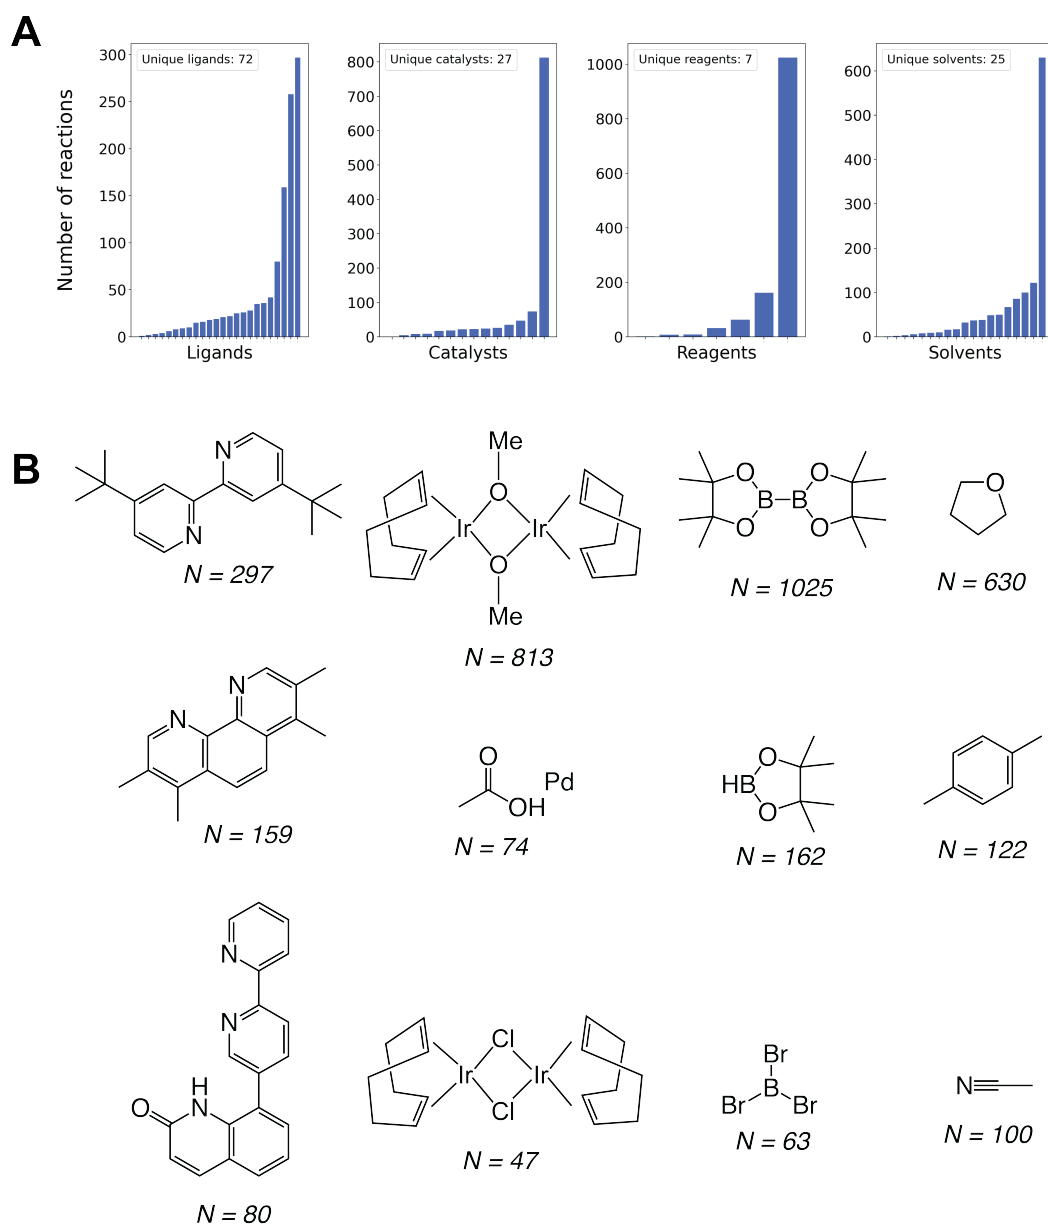 A
Number of reactions
Unique ligands: 72
300
250
200
150
100
50
0
Ligands
Unique catalysts: 27
800
700
600
500
400
300
200
100
0
Catalysts
Unique reagents: 7
1000
800
600
400
200
0
Reagents
Unique solvents: 25
600
500
400
300
200
100
0
Solvents
B
N
N
N = 297
Me
O
Ir Ir
O
Me
N = 813
O O
B B
O O
N = 1025
O
N = 630
N
N
N = 159
O
OH
Pd
N = 74
O
HB
O
N = 162
N = 122
N
N
H
N
O
N = 80
Cl
Ir Ir
Cl
N = 47
Br
B
Br Br
N = 63
N
N = 100